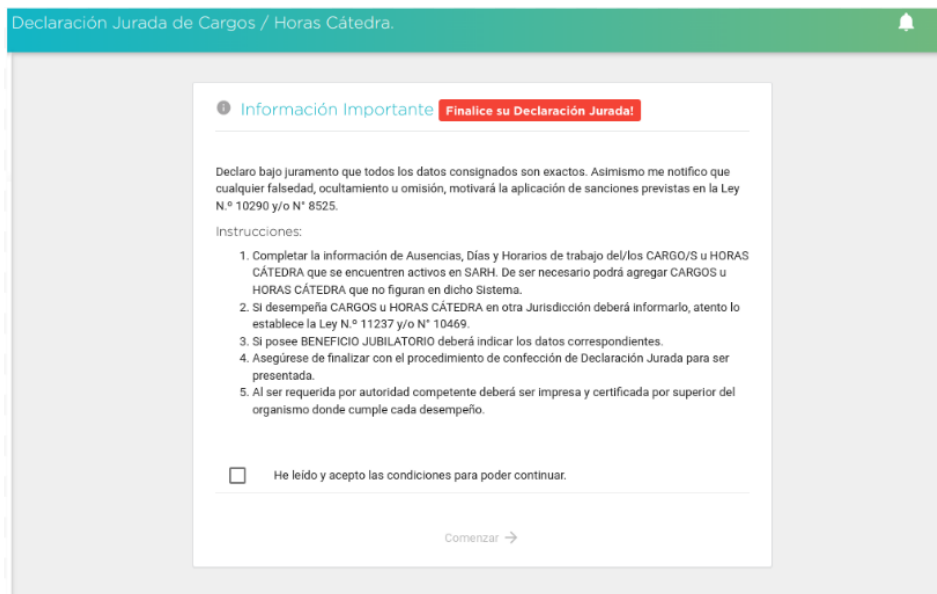 Declaración Jurada de Cargos / Horas Cátedra.
Información Importante Finalice su Declaración Jurada!
Declaro bajo juramento que todos los datos consignados son exactos. Asimismo me notifico que
cualquier falsedad, ocultamiento u omisión, motivará la aplicación de sanciones previstas en la Ley
N.º 10290 y/o N° 8525.
Instrucciones:
1. Completar la información de Ausencias, Días y Horarios de trabajo del/los CARGO/S u HORAS
CÁTEDRA que se encuentren activos en SARH. De ser necesario podrá agregar CARGOS u
HORAS CÁTEDRA que no figuran en dicho Sistema.
2. Si desempeña CARGOS u HORAS CÁTEDRA en otra Jurisdicción deberá informarlo, atento lo
establece la Ley N.º 11237 y/o N° 10469.
3. Si posee BENEFICIO JUBILATORIO deberá indicar los datos correspondientes.
4. Asegúrese de finalizar con el procedimiento de confección de Declaración Jurada para ser
presentada.
5. Al ser requerida por autoridad competente deberá ser impresa y certificada por superior del
organismo donde cumple cada desempeño.
He leído y acepto las condiciones para poder continuar.
Comenzar →